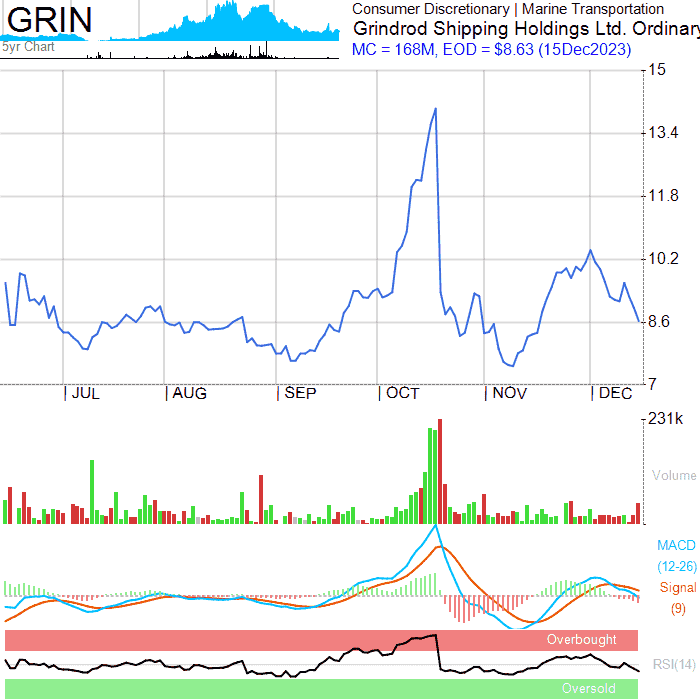 GRIN
5yr Chart
Consumer Discretionary | Marine Transportation
Grindrod Shipping Holdings Ltd. Ordinary
MC = 168M, EOD = $8.63 (15Dec2023)
15
13.4
11.8
10.2
8.6
7
JUL AUG SEP OCT NOV DEC
231k
Volume
MACD
(12-26)
Signal
(9)
Overbought
RSI(14)
Oversold